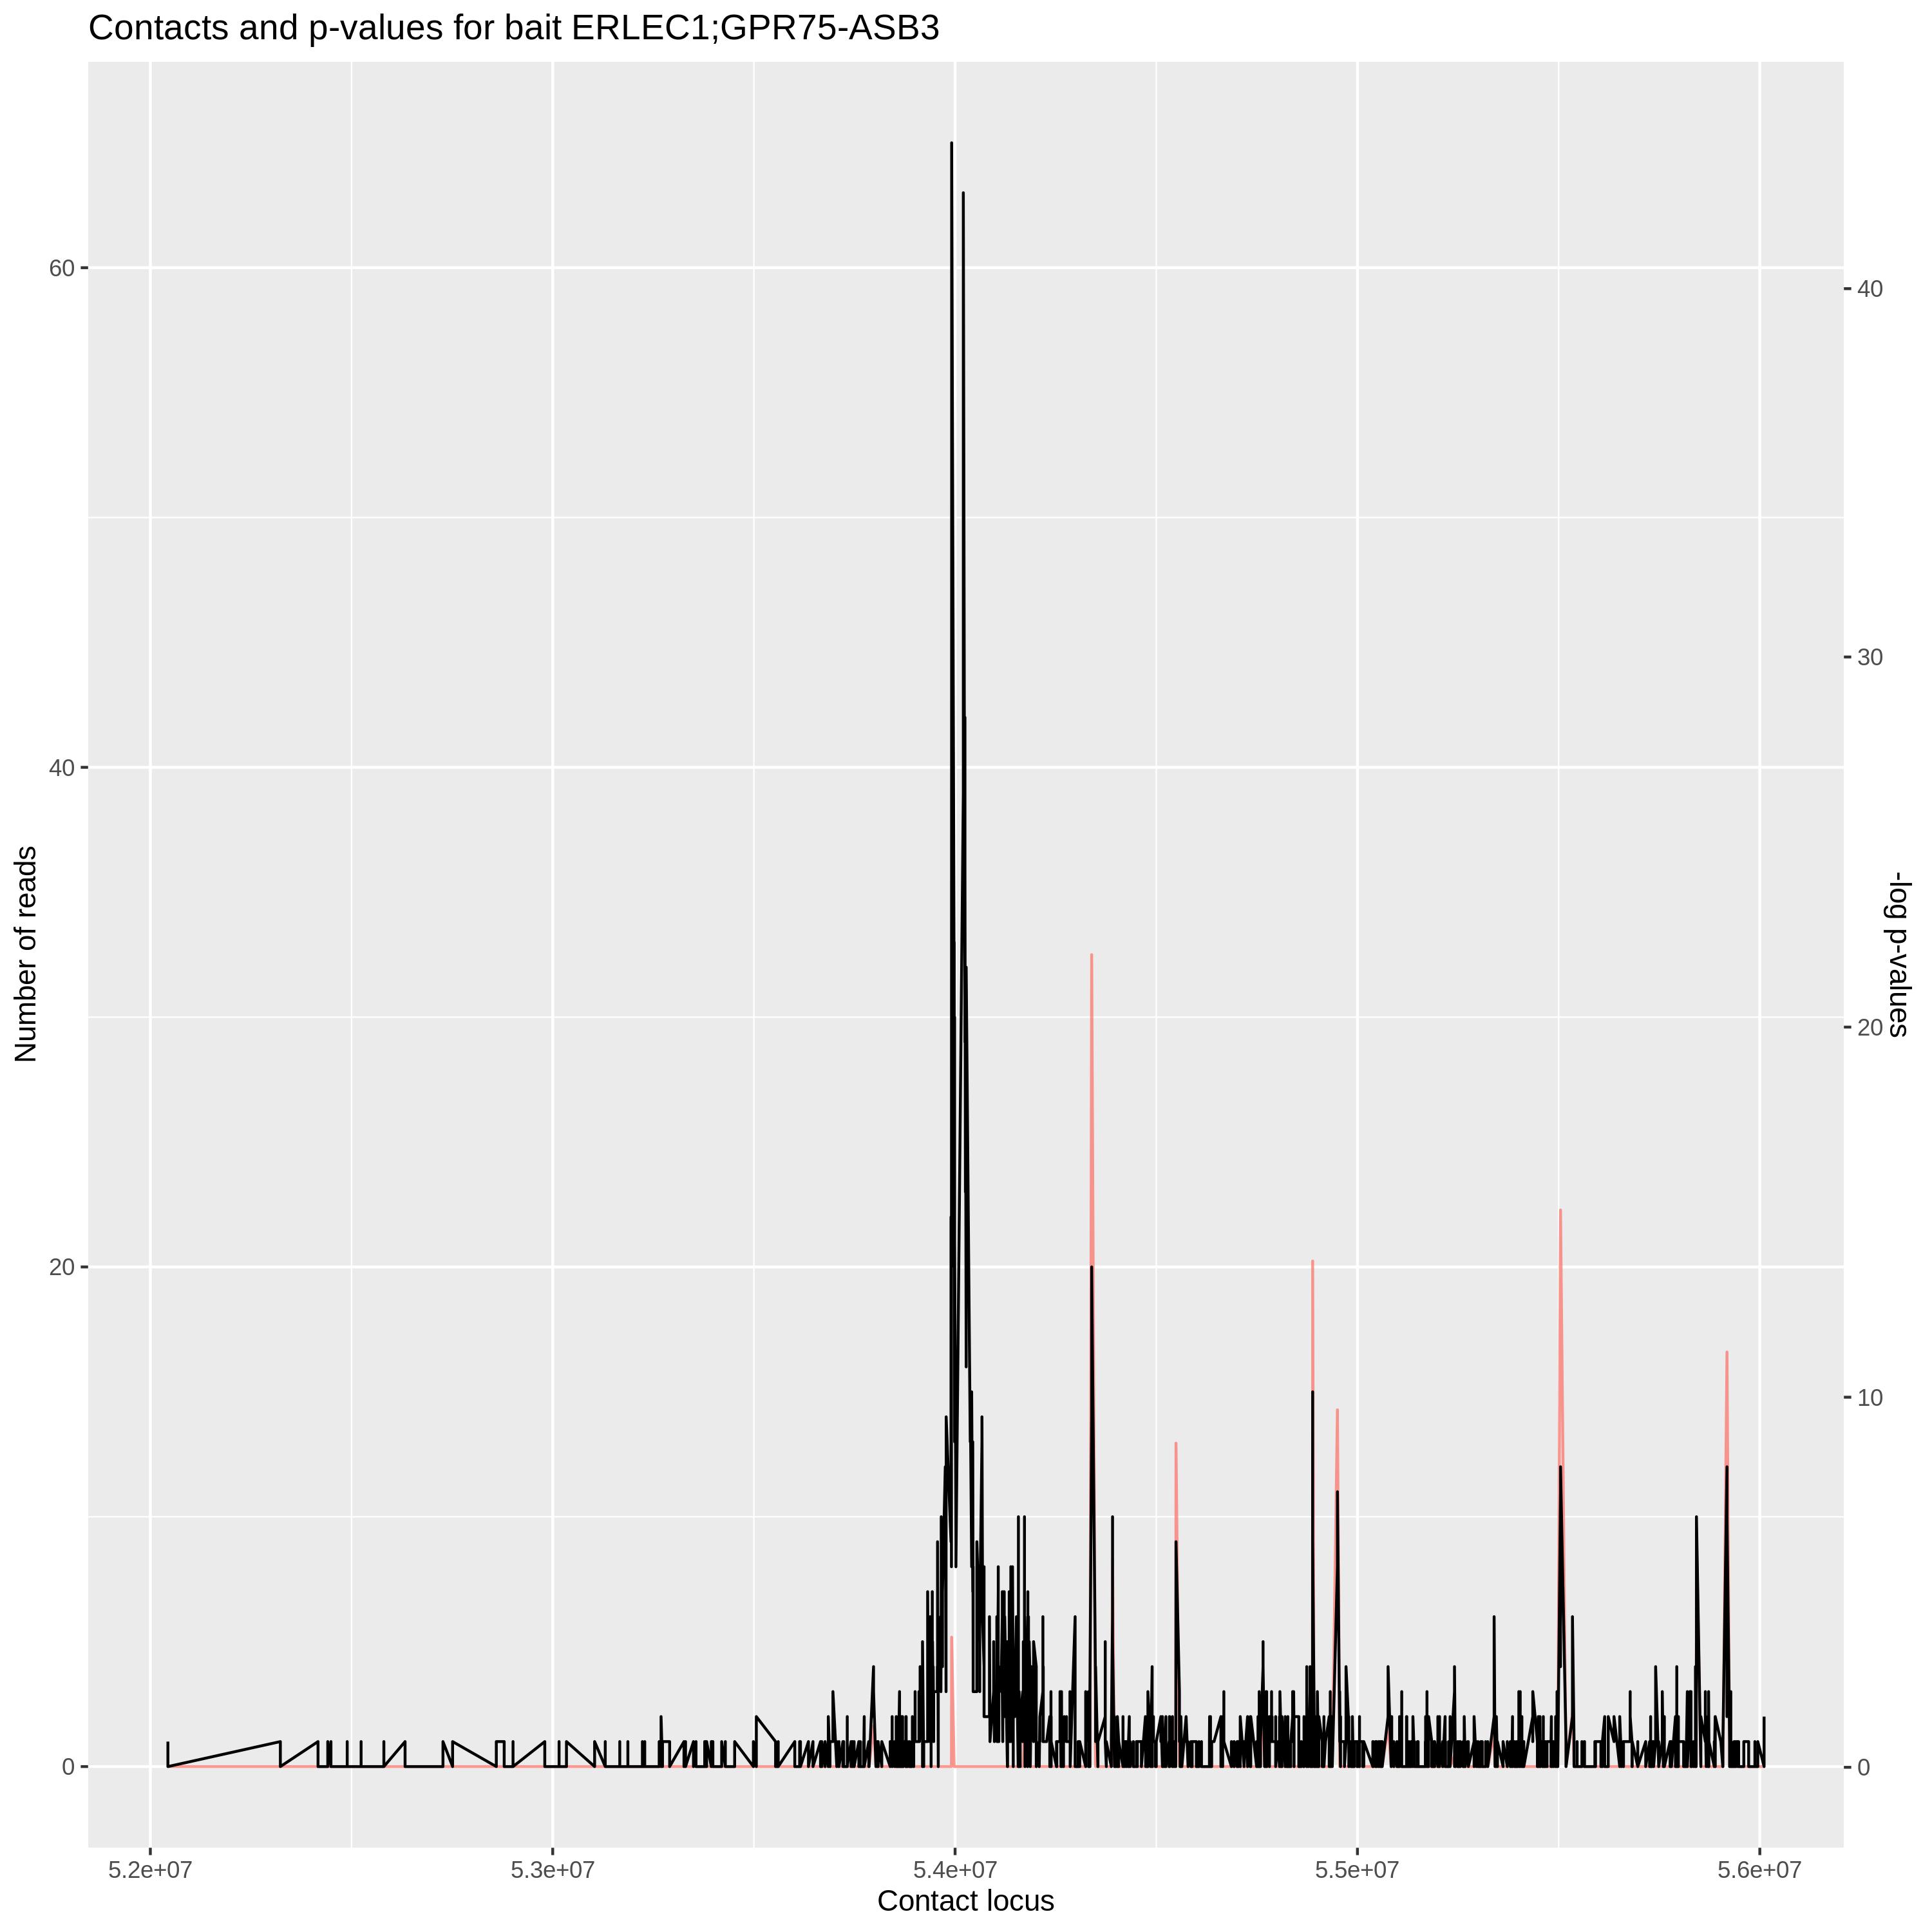 Contacts and p-values for bait ERLEC1;GPR75-ASB3
60
40
20
0
Number of reads
40
30
20
10
0
-log p-values
5.2e+07 5.3e+07 5.4e+07 5.5e+07 5.6e+07
Contact locus